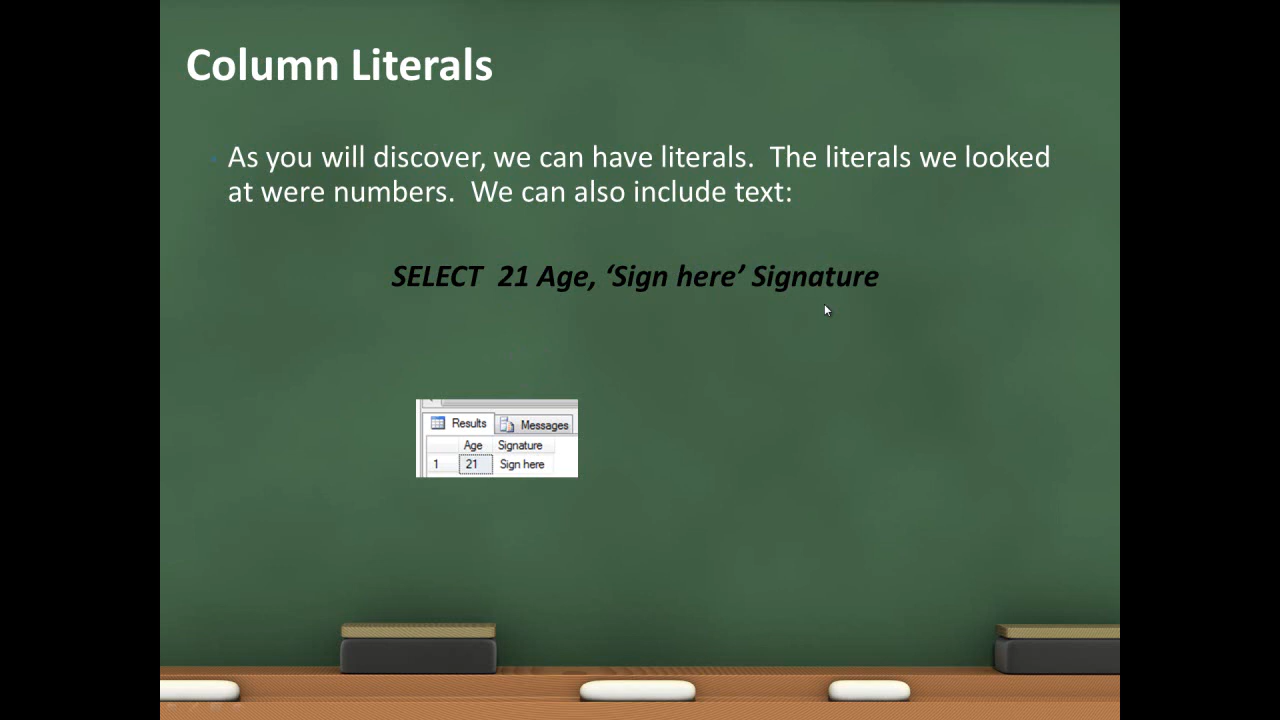 Column Literals
As you will discover, we can have literals.  The literals we looked
at were numbers.  We can also include text:
SELECT  21 Age, ‘Sign here’ Signature
Results Messages
Age Signature
1 21 Sign here